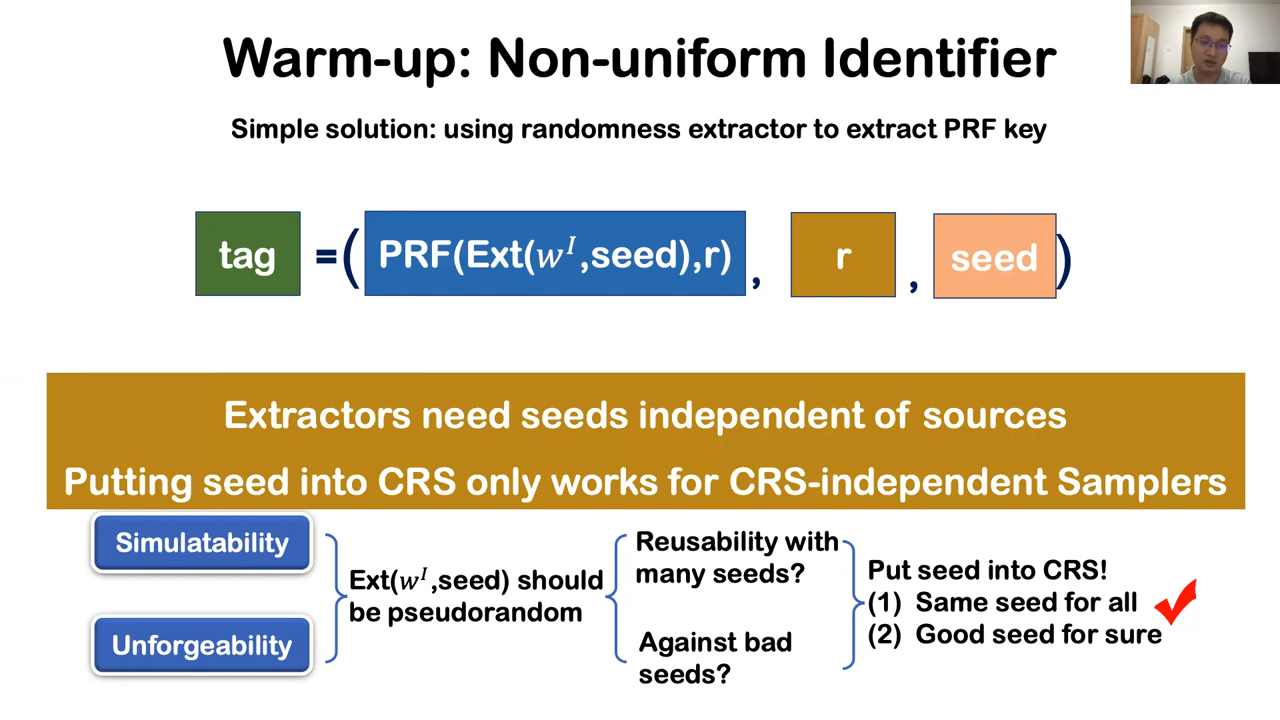 Warm-up: Non-uniform Identifier
Simple solution: using randomness extractor to extract PRF key
tag =( PRF(Ext(w^I,seed),r) , r , seed )
Extractors need seeds independent of sources
Putting seed into CRS only works for CRS-independent Samplers
Simulatability
Unforgeability
Ext(w^I,seed) should
be pseudorandom
Reusability with
many seeds?
Against bad
seeds?
Put seed into CRS!
(1) Same seed for all
(2) Good seed for sure